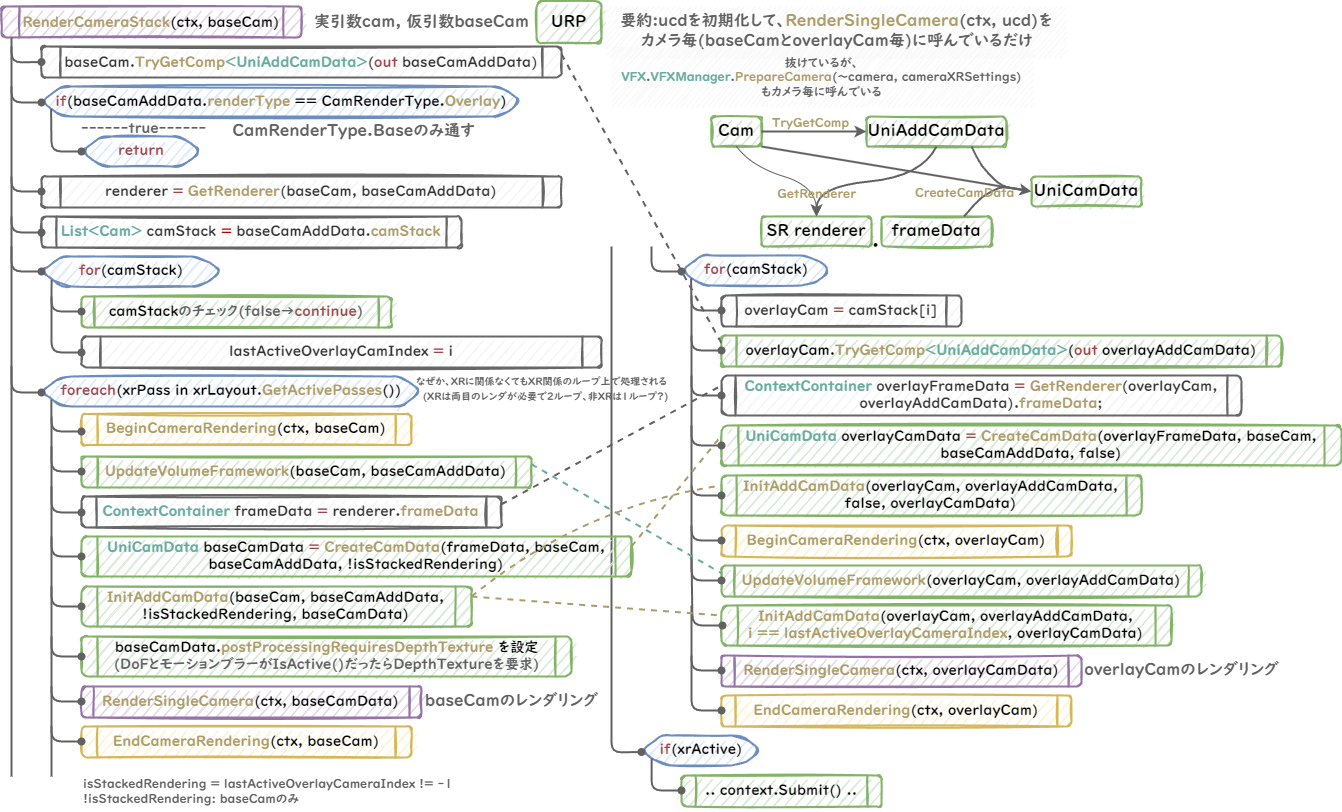 RenderCameraStack(ctx, baseCam)
実引数cam, 仮引数baseCam
URP
要約:ucdを初期化して、RenderSingleCamera(ctx, ucd)を
カメラ毎(baseCamとoverlayCam毎)に呼んでいるだけ
抜けているが、
VFX.VFXManager.PrepareCamera(~camera, cameraXRSettings)
もカメラ毎に呼んでいる
baseCam.TryGetComp<UniAddCamData>(out baseCamAddData)
if(baseCamAddData.renderType == CamRenderType.Overlay)
------true-------
CamRenderType.Baseのみ通す
return
renderer = GetRenderer(baseCam, baseCamAddData)
List<Cam> camStack = baseCamAddData.camStack
for(camStack)
camStackのチェック(false→continue)
lastActiveOverlayCamIndex = i
foreach(xrPass in xrLayout.GetActivePasses())
なぜか、XRに関係なくてもXR関係のループ上で処理される
(XRは両目のレンダが必要で2ループ、非XRは1ループ?)
BeginCameraRendering(ctx, baseCam)
UpdateVolumeFramework(baseCam, baseCamAddData)
ContextContainer frameData = renderer.frameData
UniCamData baseCamData = CreateCamData(frameData, baseCam,
baseCamAddData, !isStackedRendering)
InitAddCamData(baseCam, baseCamAddData,
!isStackedRendering, baseCamData)
baseCamData.postProcessingRequiresDepthTexture を設定
(DoFとモーションブラーがIsActive()だったらDepthTextureを要求)
RenderSingleCamera(ctx, baseCamData)
baseCamのレンダリング
EndCameraRendering(ctx, baseCam)
isStackedRendering = lastActiveOverlayCameraIndex != -1
!isStackedRendering: baseCamのみ
Cam
TryGetComp
UniAddCamData
GetRenderer
CreateCamData
UniCamData
SR renderer
.
frameData
for(camStack)
overlayCam = camStack[i]
overlayCam.TryGetComp<UniAddCamData>(out overlayAddCamData)
ContextContainer overlayFrameData = GetRenderer(overlayCam,
overlayAddCamData).frameData;
UniCamData overlayCamData = CreateCamData(overlayFrameData, baseCam,
baseCamAddData, false)
InitAddCamData(overlayCam, overlayAddCamData,
false, overlayCamData)
BeginCameraRendering(ctx, overlayCam)
UpdateVolumeFramework(overlayCam, overlayAddCamData)
InitAddCamData(overlayCam, overlayAddCamData,
i == lastActiveOverlayCameraIndex, overlayCamData)
RenderSingleCamera(ctx, overlayCamData)
overlayCamのレンダリング
EndCameraRendering(ctx, overlayCam)
if(xrActive)
.. context.Submit() ..